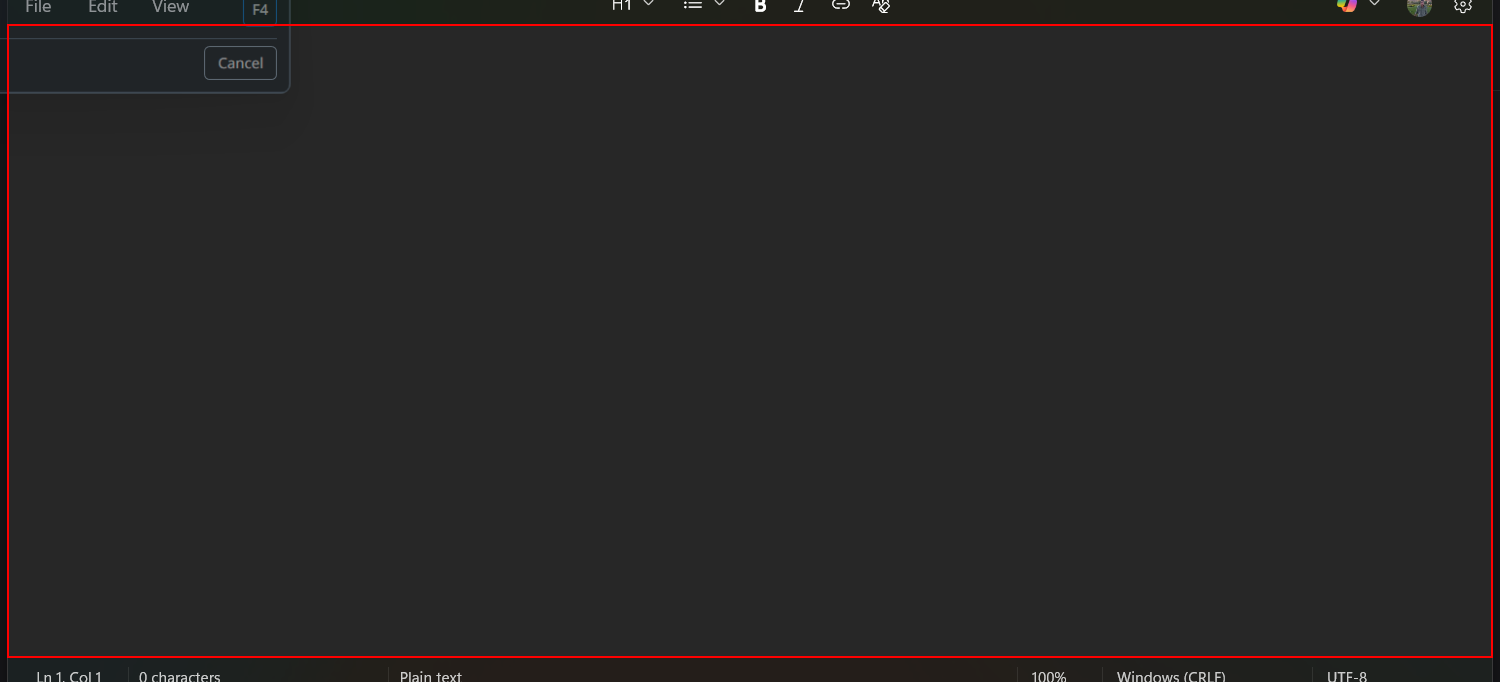 File Edit View F4 H1 B I
Cancel
Ln 1, Col 1 0 characters Plain text 100% Windows (CRLF) UTF-8